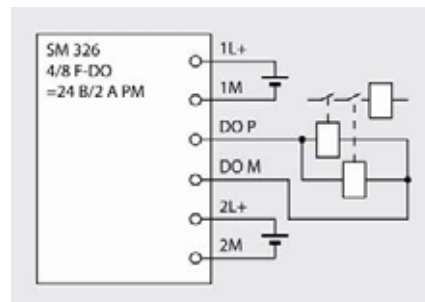 SM 326
4/8 F-DO
=24 B/2 A PM
1L+
1M
DO P
DO M
2L+
2M